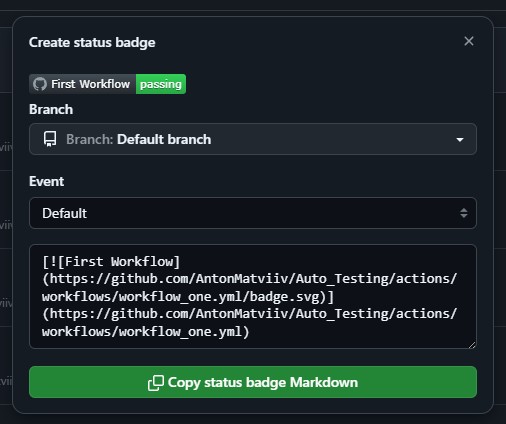 Create status badge
First Workflow passing
Branch
Branch: Default branch
Event
Default
[![First Workflow]
(https://github.com/AntonMatviiv/Auto_Testing/actions/
workflows/workflow_one.yml/badge.svg)]
(https://github.com/AntonMatviiv/Auto_Testing/actions/
workflows/workflow_one.yml)
Copy status badge Markdown